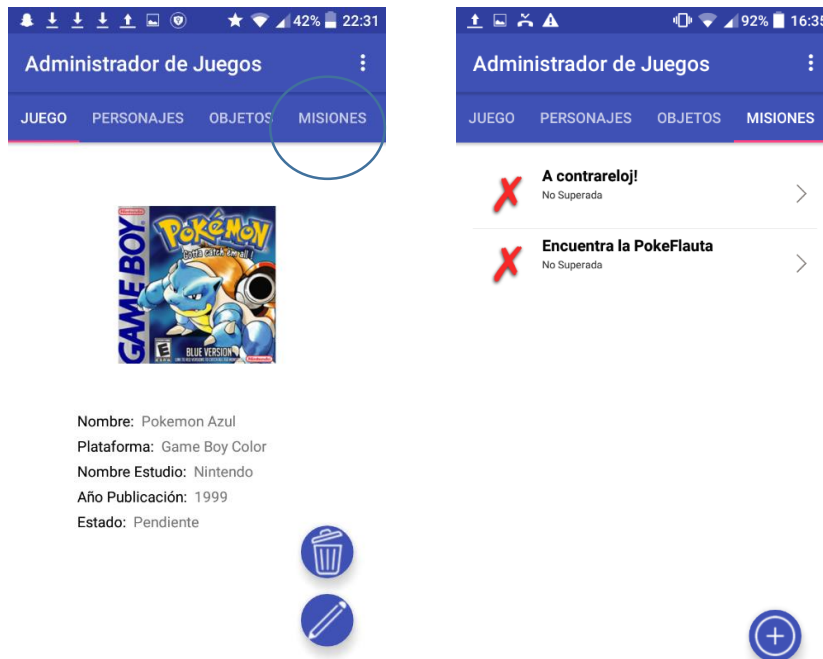 42% 22:31
Administrador de Juegos
JUEGO PERSONAJES OBJETOS MISIONES
Nintendo
GAME BOY
POKéMON
Gotta catch 'em all!
E
BLUE VERSION
Nintendo
Nombre: Pokemon Azul
Plataforma: Game Boy Color
Nombre Estudio: Nintendo
Año Publicación: 1999
Estado: Pendiente
92% 16:35
Administrador de Juegos
JUEGO PERSONAJES OBJETOS MISIONES
A contrareloj!
No Superada
Encuentra la PokeFlauta
No Superada